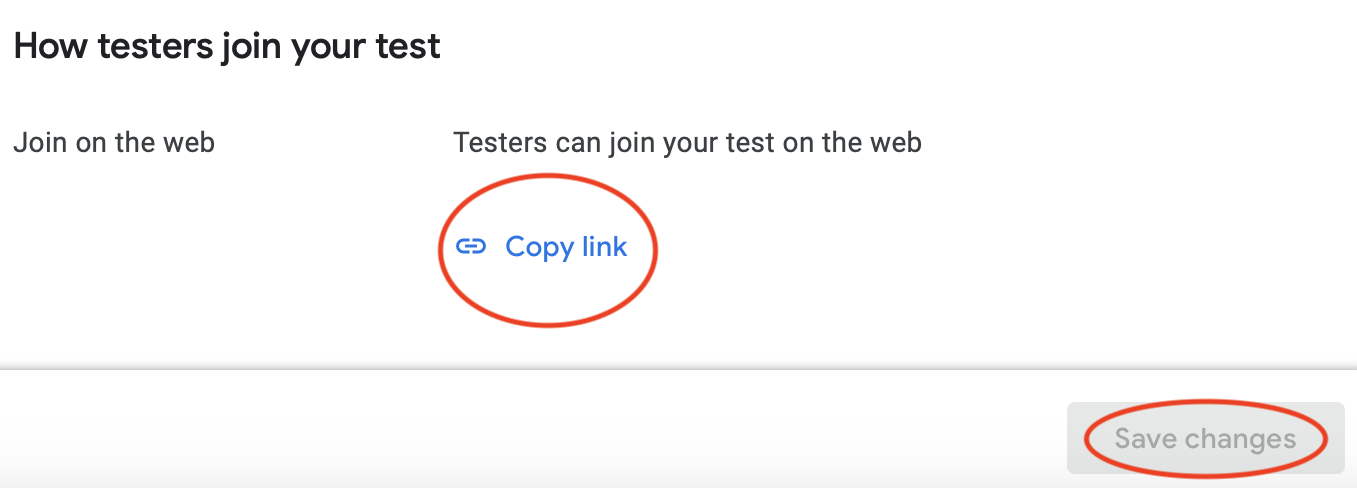 How testers join your test
Join on the web
Testers can join your test on the web
Copy link
Save changes